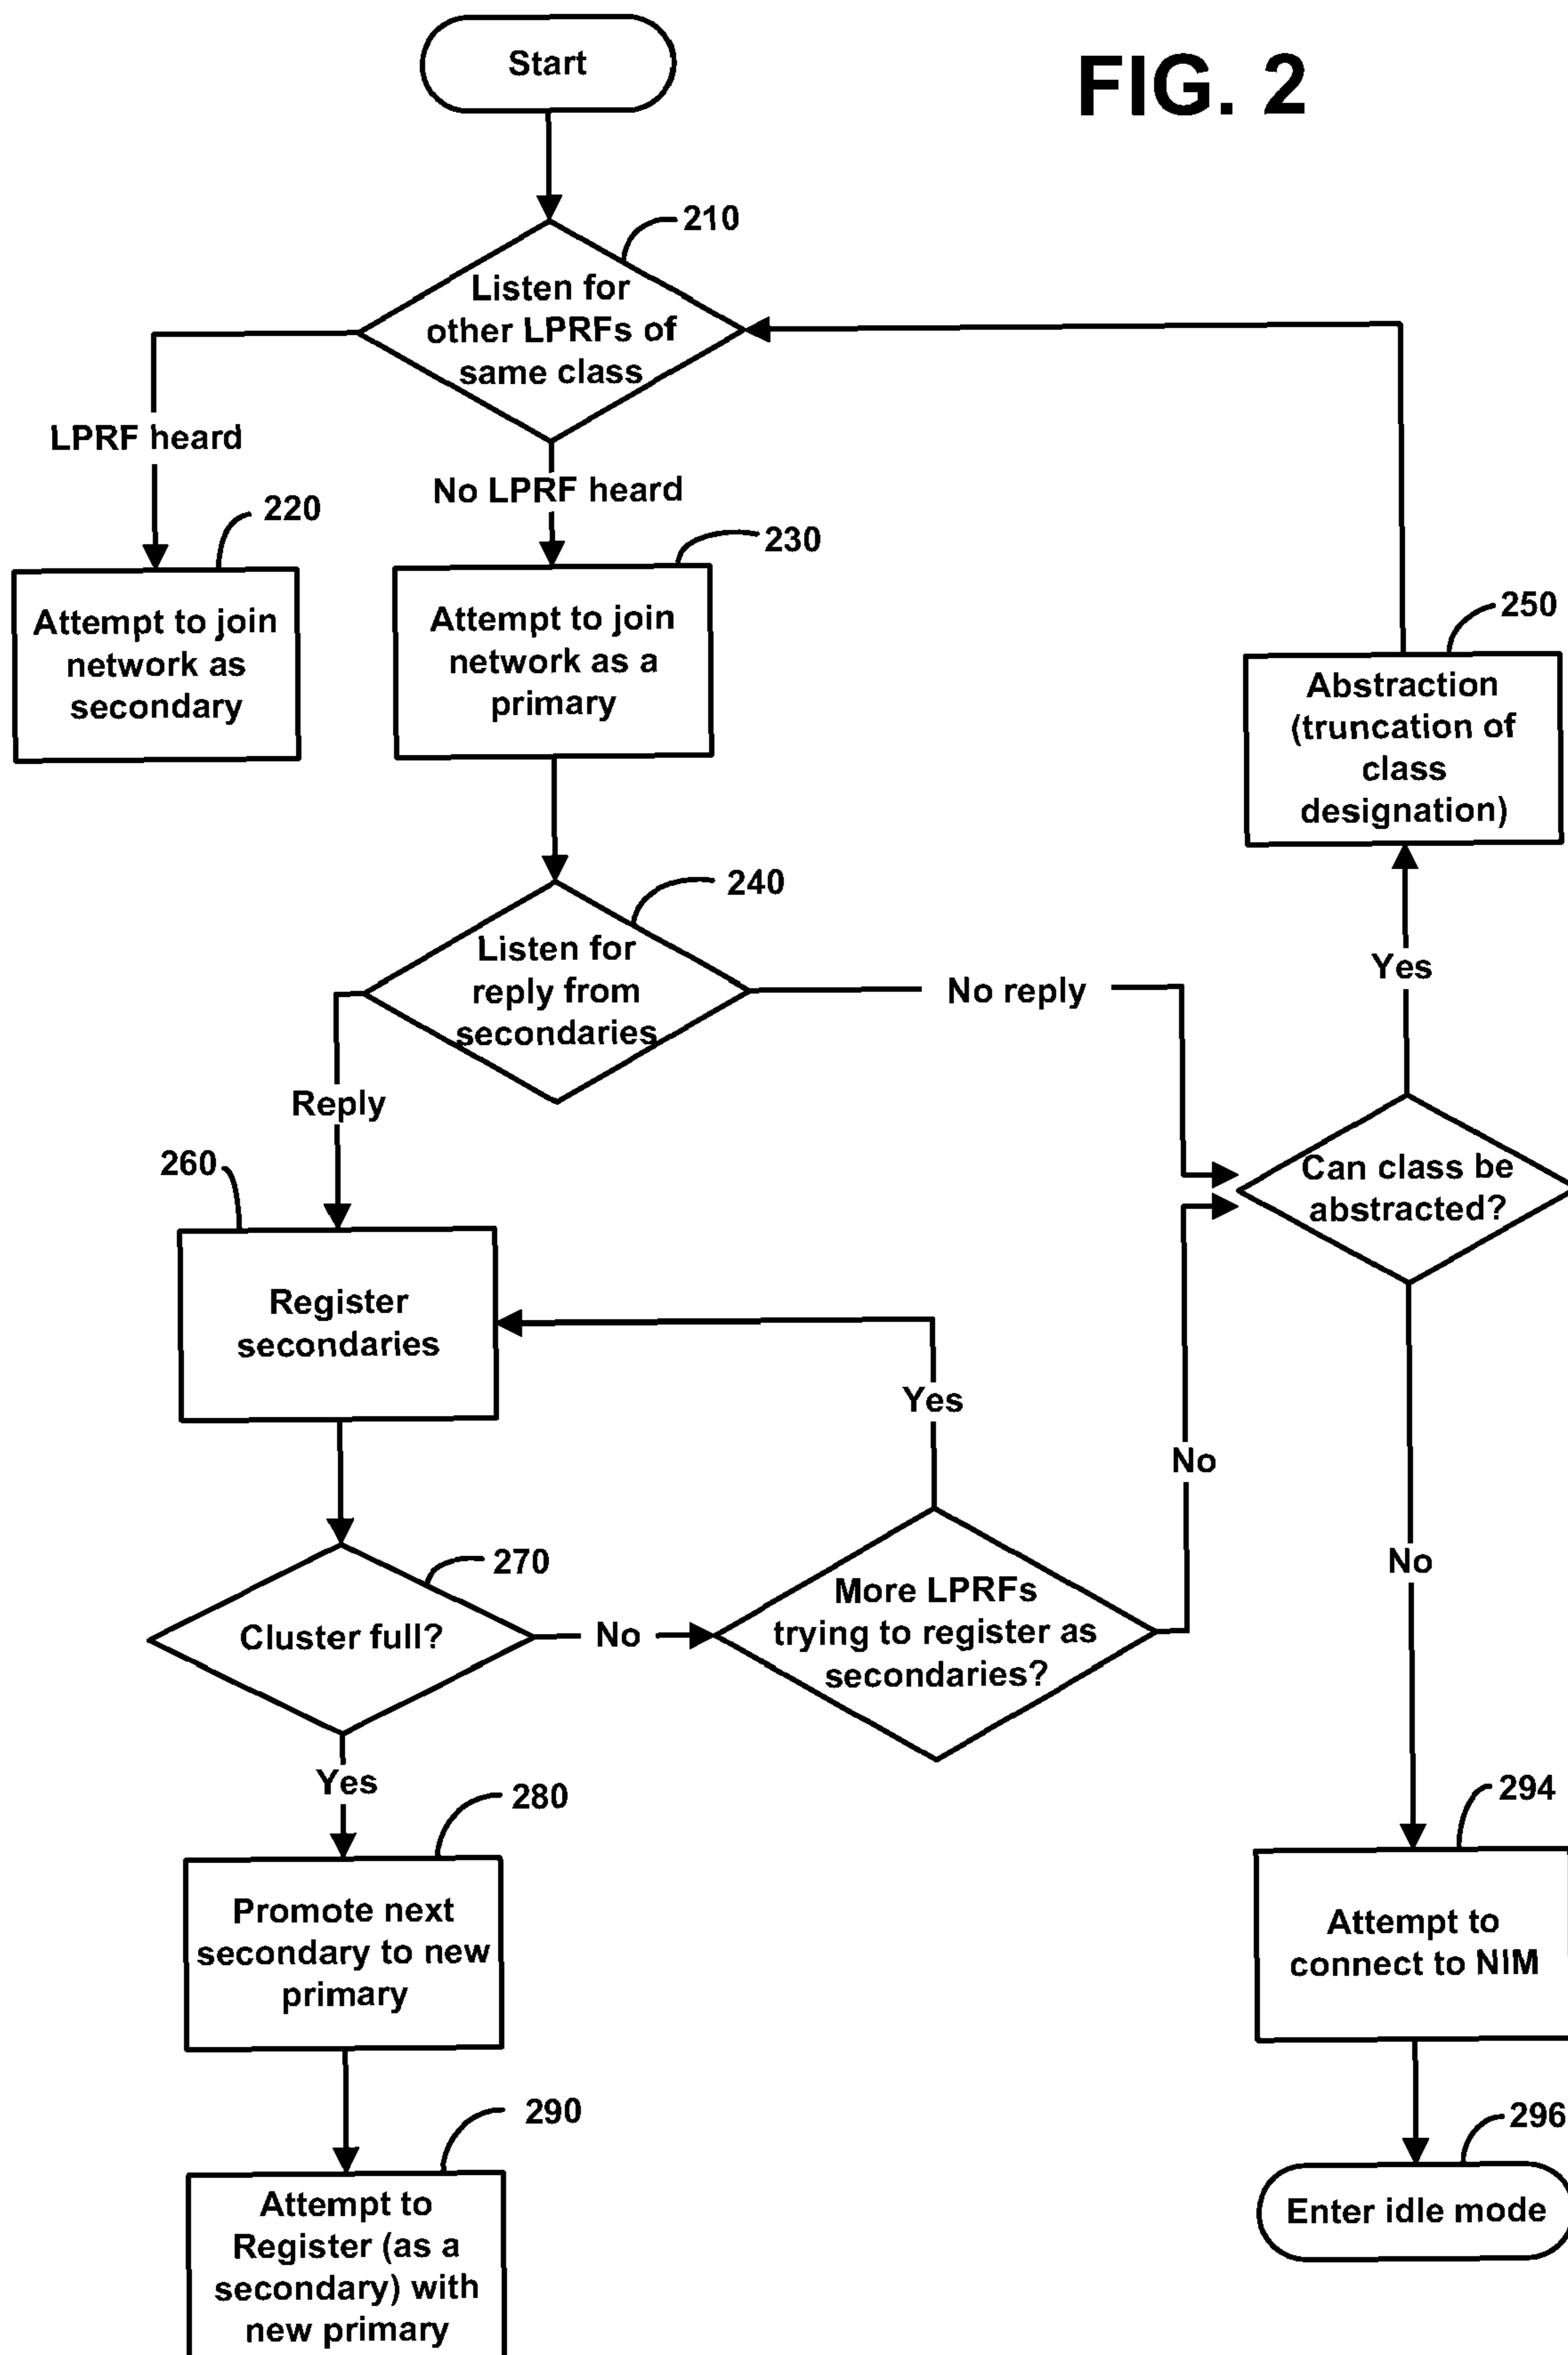 Start
FIG. 2
210
Listen for
other LPRFs of
same class
LPRF heard
No LPRF heard
220
230
Attempt to join
network as
secondary
Attempt to join
network as a
primary
250
Abstraction
(truncation of
class
designation)
240
Listen for
reply from
secondaries
No reply
Yes
Reply
260
Can class be
abstracted?
Register
secondaries
Yes
No
No
270
Cluster full?
No
More LPRFs
trying to register as
secondaries?
Yes
280
294
Promote next
secondary to new
primary
Attempt to
connect to NIM
290
296
Attempt to
Register (as a
secondary) with
new primary
Enter idle mode